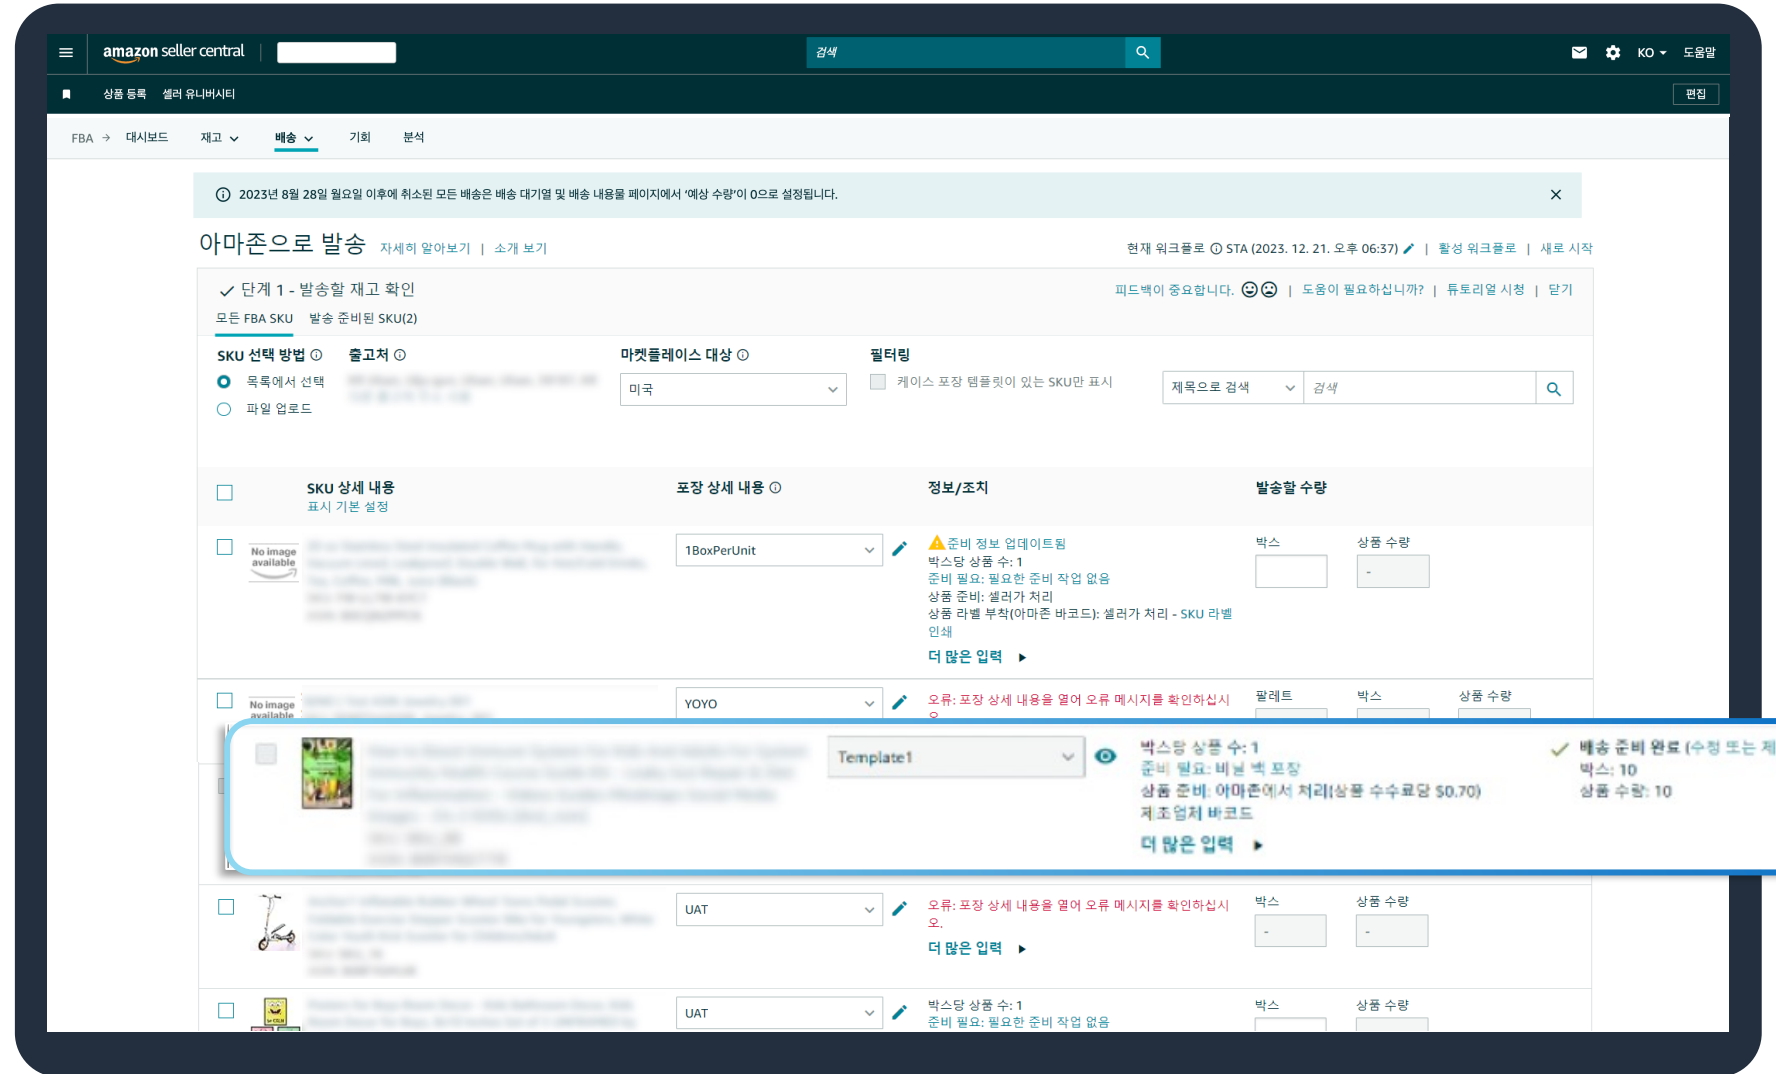 amazon seller central
검색
KO
도움말
상품 등록 셀러 유니버시티
편집
FBA → 대시보드 재고 배송 기회 분석
2023년 8월 28일 월요일 이후에 취소된 모든 배송은 배송 대기열 및 배송 내용물 페이지에서 '예상 수량'이 0으로 설정됩니다.
아마존으로 발송 자세히 알아보기 | 소개 보기
현재 워크플로 STA (2023. 12. 21. 오후 06:37) | 활성 워크플로 | 새로 시작
단계 1 - 발송할 재고 확인
피드백이 중요합니다. | 도움이 필요하십니까? | 튜토리얼 시청 | 닫기
모든 FBA SKU 발송 준비된 SKU(2)
SKU 선택 방법 출고처 마켓플레이스 대상 필터링
목록에서 선택
파일 업로드
미국
케이스 포장 템플릿이 있는 SKU만 표시
제목으로 검색 검색
SKU 상세 내용 포장 상세 내용 정보/조치 발송할 수량
표시 기본 설정
No image
available
1BoxPerUnit
준비 정보 업데이트됨
박스당 상품 수: 1
준비 필요: 필요한 준비 작업 없음
상품 준비: 셀러가 처리
상품 라벨 부착(아마존 바코드): 셀러가 처리 - SKU 라벨
인쇄
더 많은 입력
박스 상품 수량
-
No image
available
YOYO
오류: 포장 상세 내용을 열어 오류 메시지를 확인하십시
팔레트 박스 상품 수량
Template1
박스당 상품 수: 1
준비 필요: 비닐 백 포장
상품 준비: 아마존에서 처리(상품 수수료당 $0.70)
제조업체 바코드
더 많은 입력
배송 준비 완료 (수정 또는 제
박스: 10
상품 수량: 10
UAT
오류: 포장 상세 내용을 열어 오류 메시지를 확인하십시
오.
더 많은 입력
박스 상품 수량
- -
UAT
박스당 상품 수: 1
준비 필요: 필요한 준비 작업 없음
박스 상품 수량